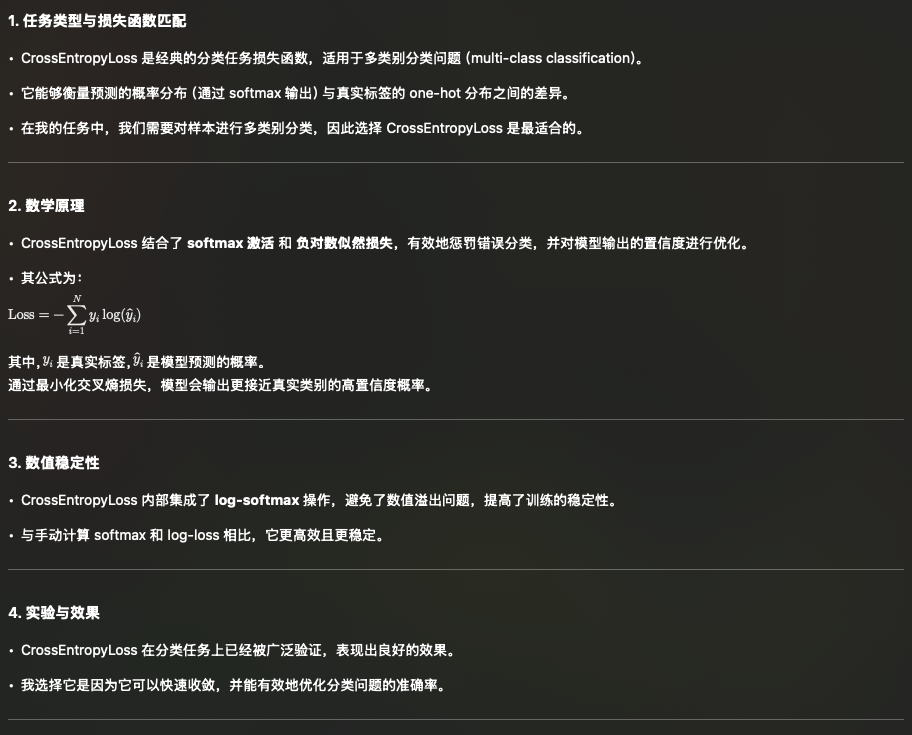 1. 任务类型与损失函数匹配
• CrossEntropyLoss 是经典的分类任务损失函数，适用于多类别分类问题 (multi-class classification)。
• 它能够衡量预测的概率分布 (通过 softmax 输出) 与真实标签的 one-hot 分布之间的差异。
• 在我的任务中，我们需要对样本进行多类别分类，因此选择 CrossEntropyLoss 是最适合的。
2. 数学原理
• CrossEntropyLoss 结合了 softmax 激活 和 负对数似然损失，有效地惩罚错误分类，并对模型输出的置信度进行优化。
• 其公式为：
Loss = −∑_{i=1}^{N} y_i log(ŷ_i)
其中, y_i 是真实标签, ŷ_i 是模型预测的概率。
通过最小化交叉熵损失，模型会输出更接近真实类别的高置信度概率。
3. 数值稳定性
• CrossEntropyLoss 内部集成了 log-softmax 操作，避免了数值溢出问题，提高了训练的稳定性。
• 与手动计算 softmax 和 log-loss 相比，它更高效且更稳定。
4. 实验与效果
• CrossEntropyLoss 在分类任务上已经被广泛验证，表现出良好的效果。
• 我选择它是因为它可以快速收敛，并能有效地优化分类问题的准确率。